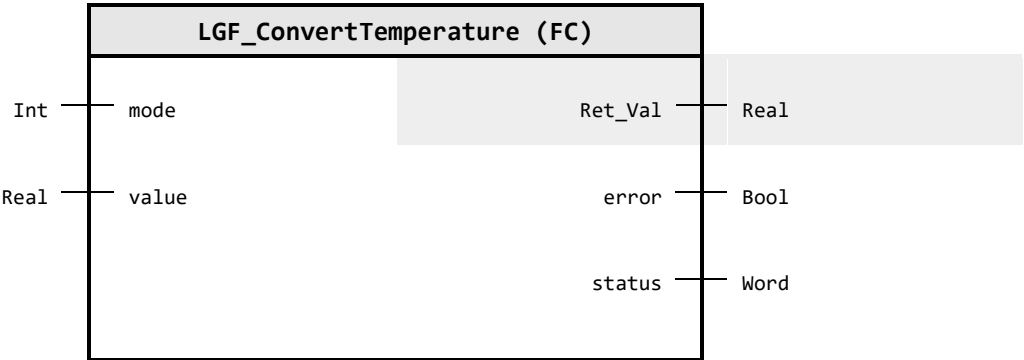 LGF_ConvertTemperature (FC)
Int mode Ret_Val Real
Real value error Bool
status Word